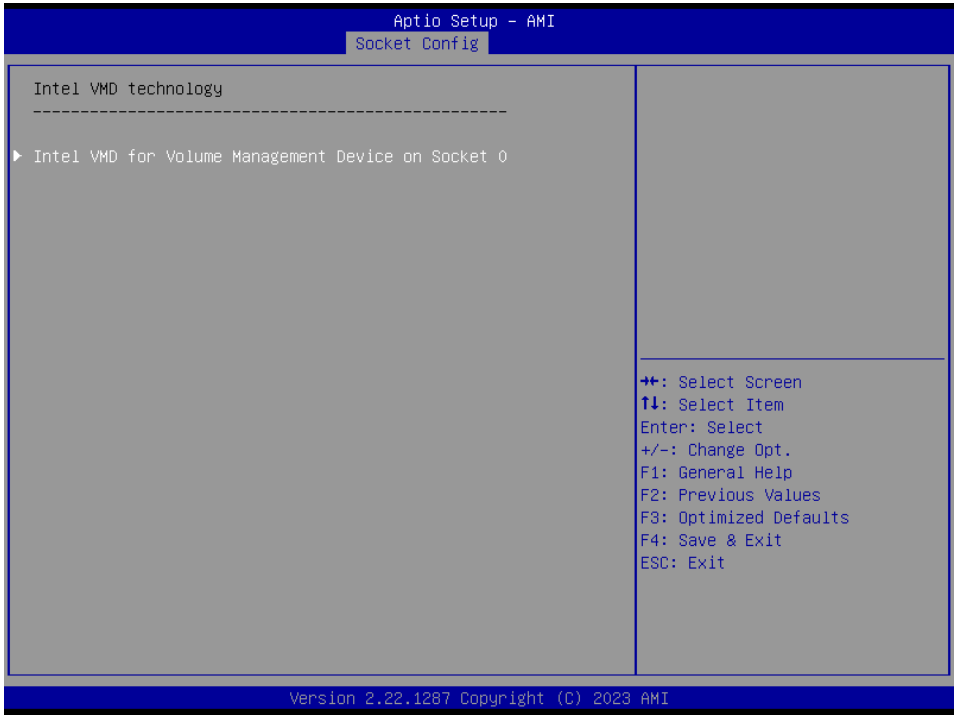 Aptio Setup – AMI
Socket Config
Intel VMD technology
--------------------------------------------------
▶ Intel VMD for Volume Management Device on Socket 0
→←: Select Screen
↑↓: Select Item
Enter: Select
+/-: Change Opt.
F1: General Help
F2: Previous Values
F3: Optimized Defaults
F4: Save & Exit
ESC: Exit
Version 2.22.1287 Copyright (C) 2023 AMI